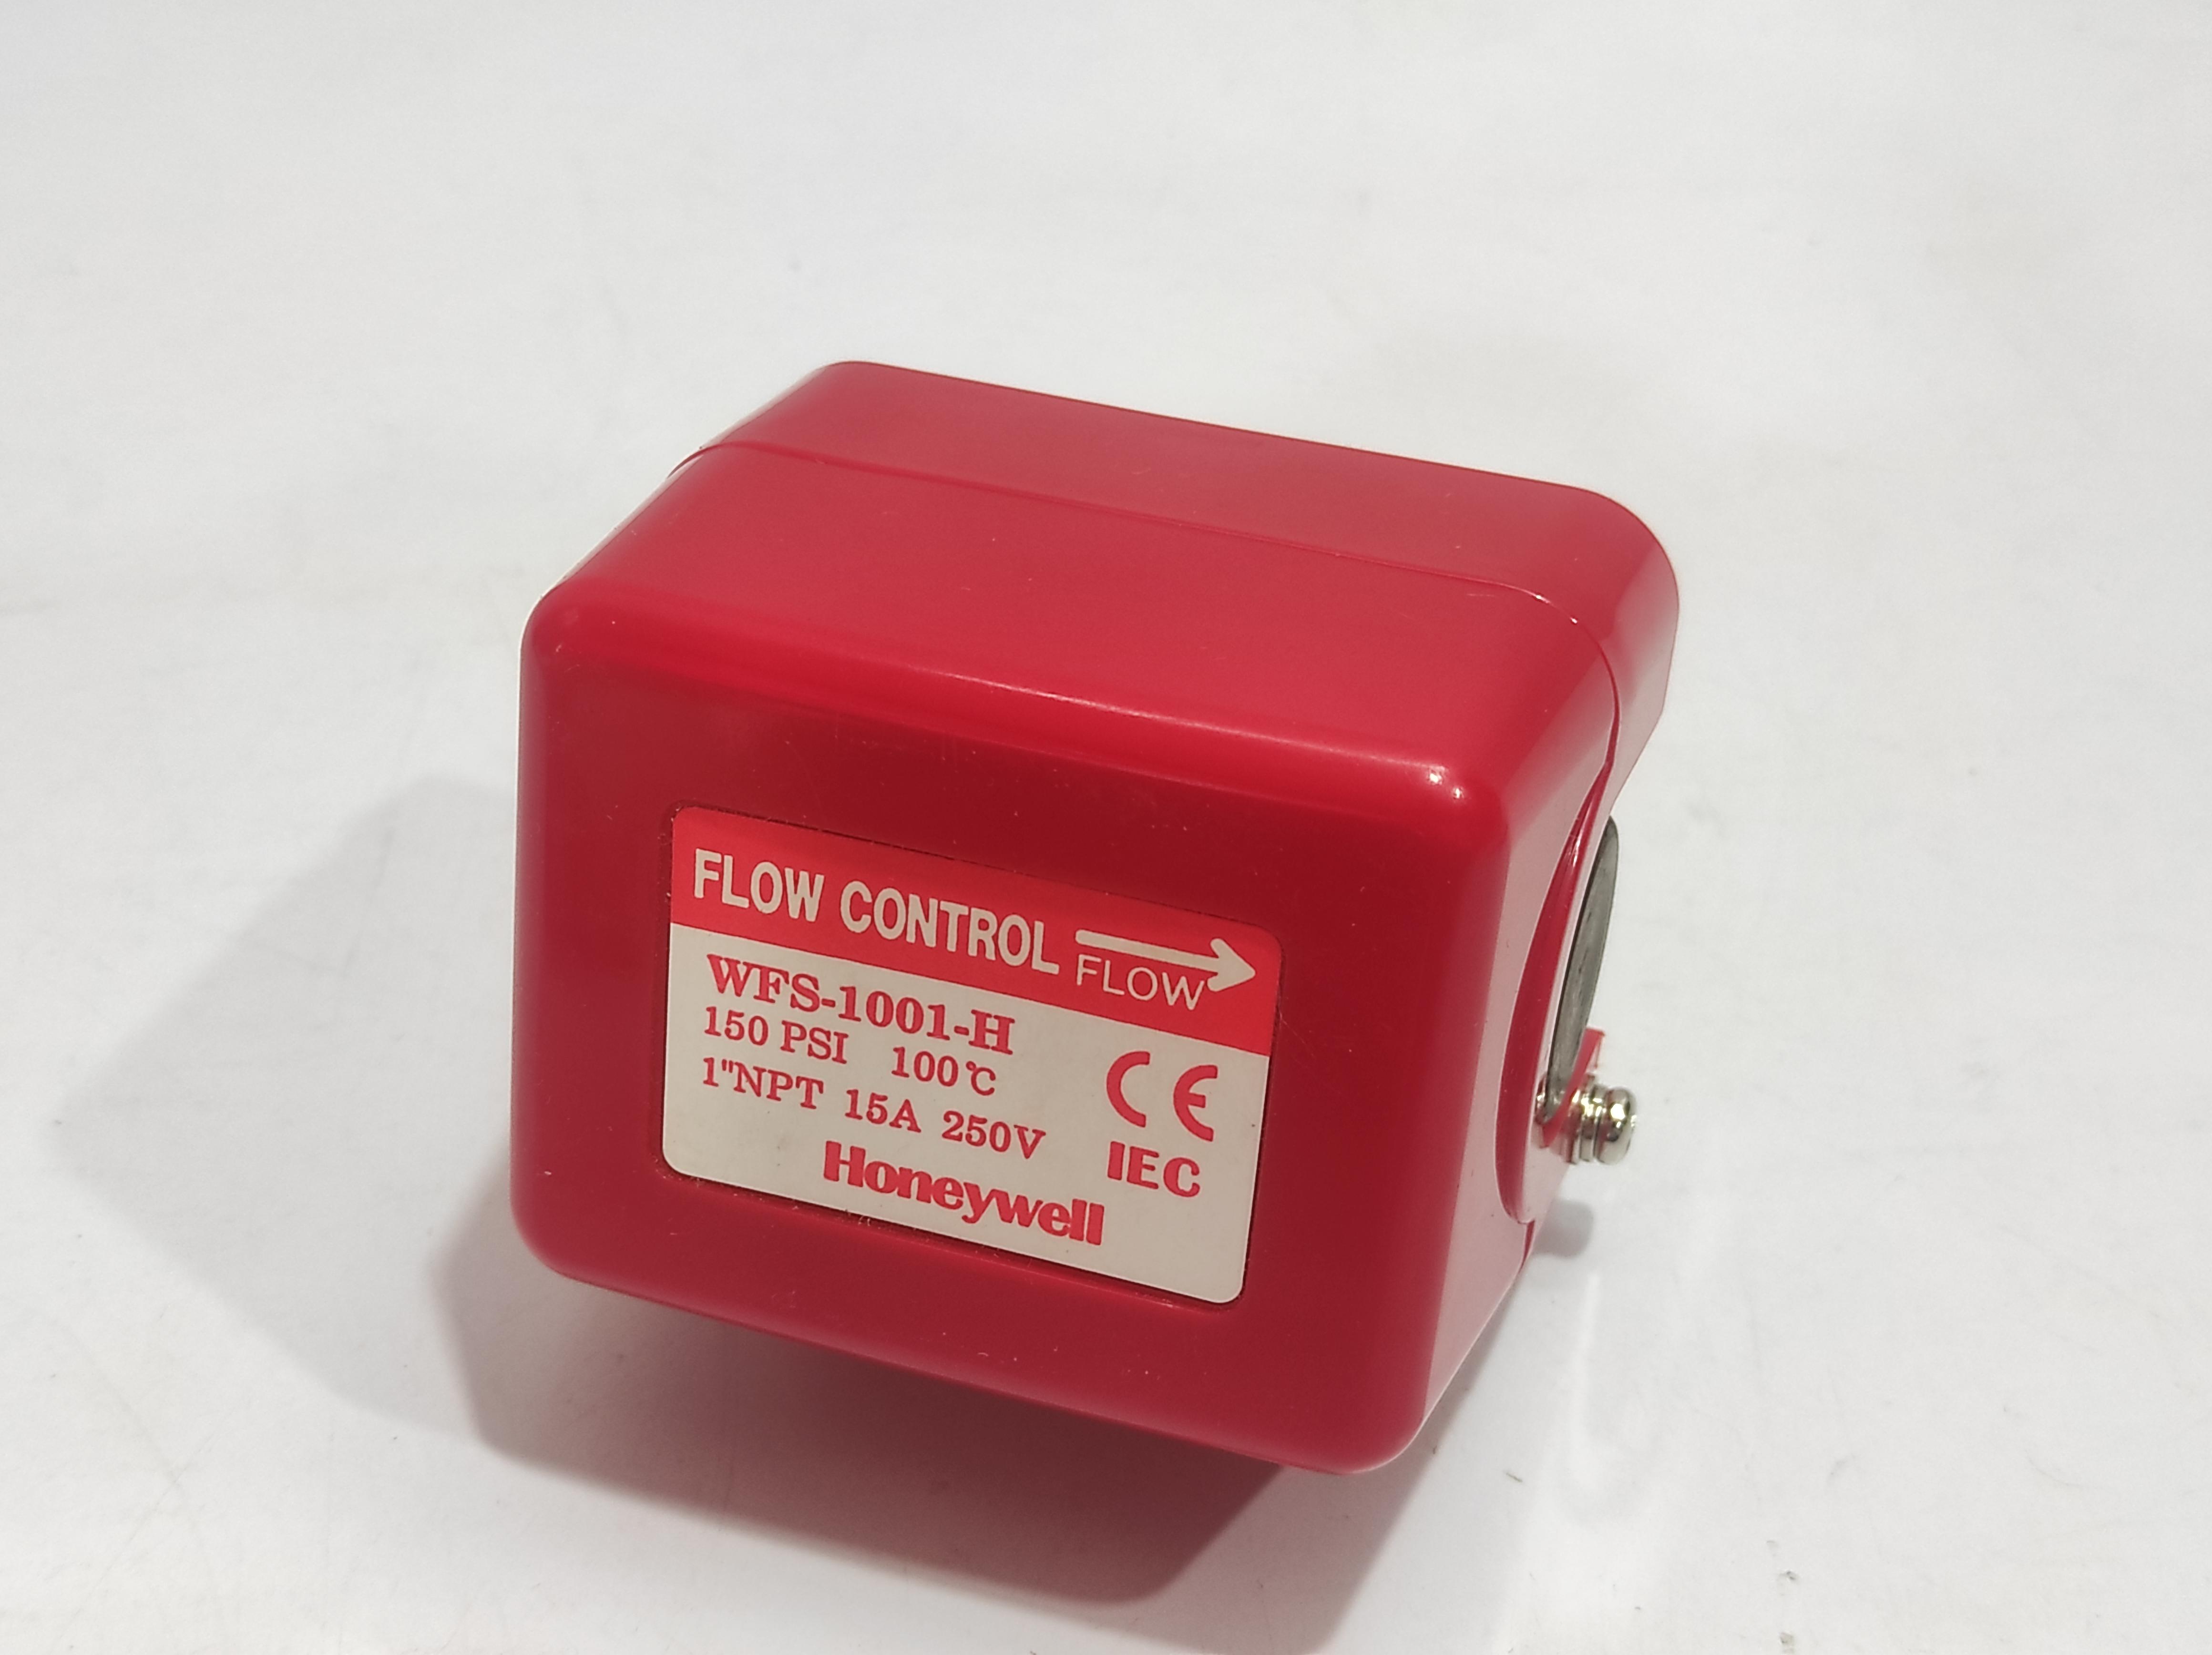 FLOW CONTROL
FLOW
WFS-1001-H
150 PSI 100℃
1"NPT 15A 250V
CE
IEC
Honeywell